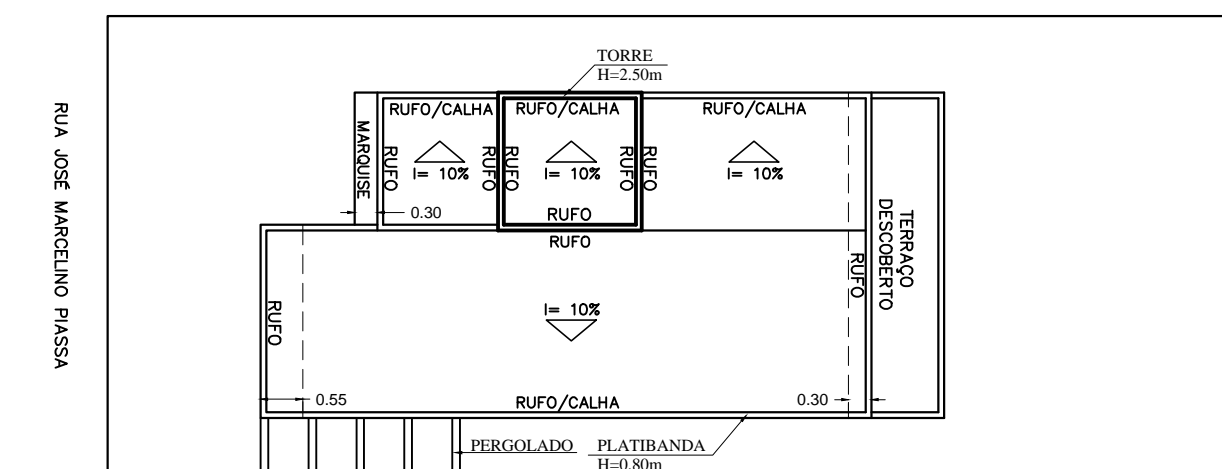 TORRE
H=2.50m
RUFO/CALHA
RUFO/CALHA
RUFO/CALHA
RUA JOSÉ MARCELINO PIASSA
MARQUISE
RUFO
RUFO
RUFO
RUFO
RUFO
I= 10%
I= 10%
I= 10%
0.30
RUFO
RUFO
TERRAÇO
DESCOBERTO
RUFO
RUFO
I= 10%
0.55
RUFO/CALHA
0.30
PERGOLADO
PLATIBANDA
H=0.80m